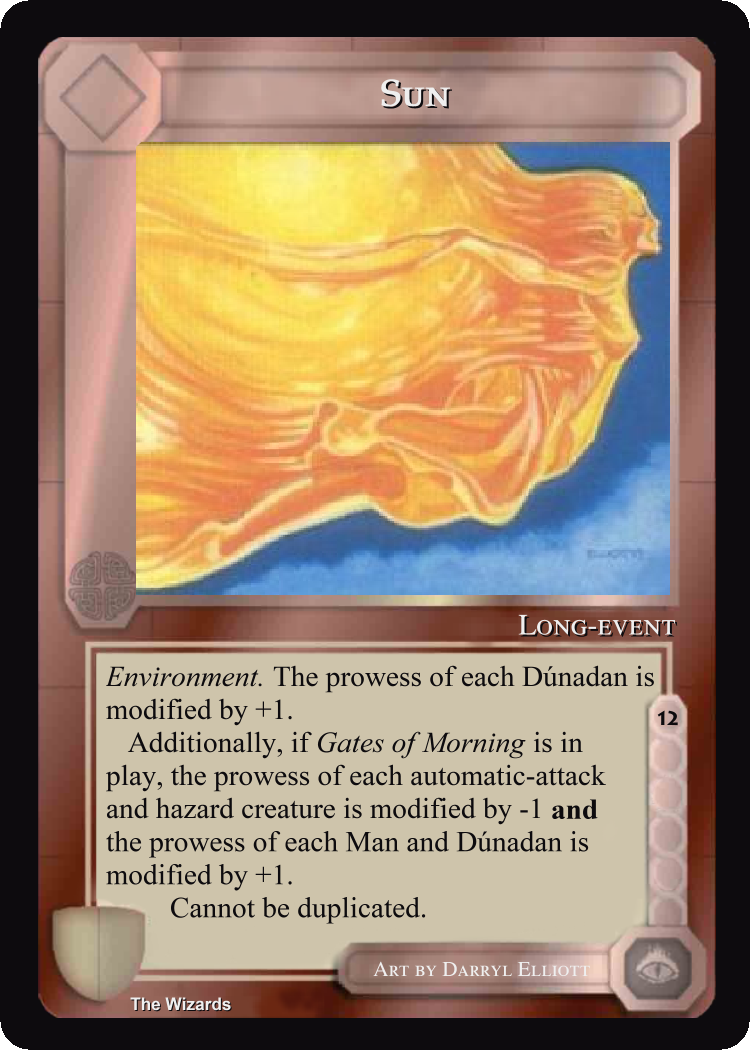 Sun
Long-event
Environment. The prowess of each Dúnadan is
modified by +1.
Additionally, if Gates of Morning is in
play, the prowess of each automatic-attack
and hazard creature is modified by -1 and
the prowess of each Man and Dúnadan is
modified by +1.
Cannot be duplicated.
12
Art by Darryl Elliott
The Wizards